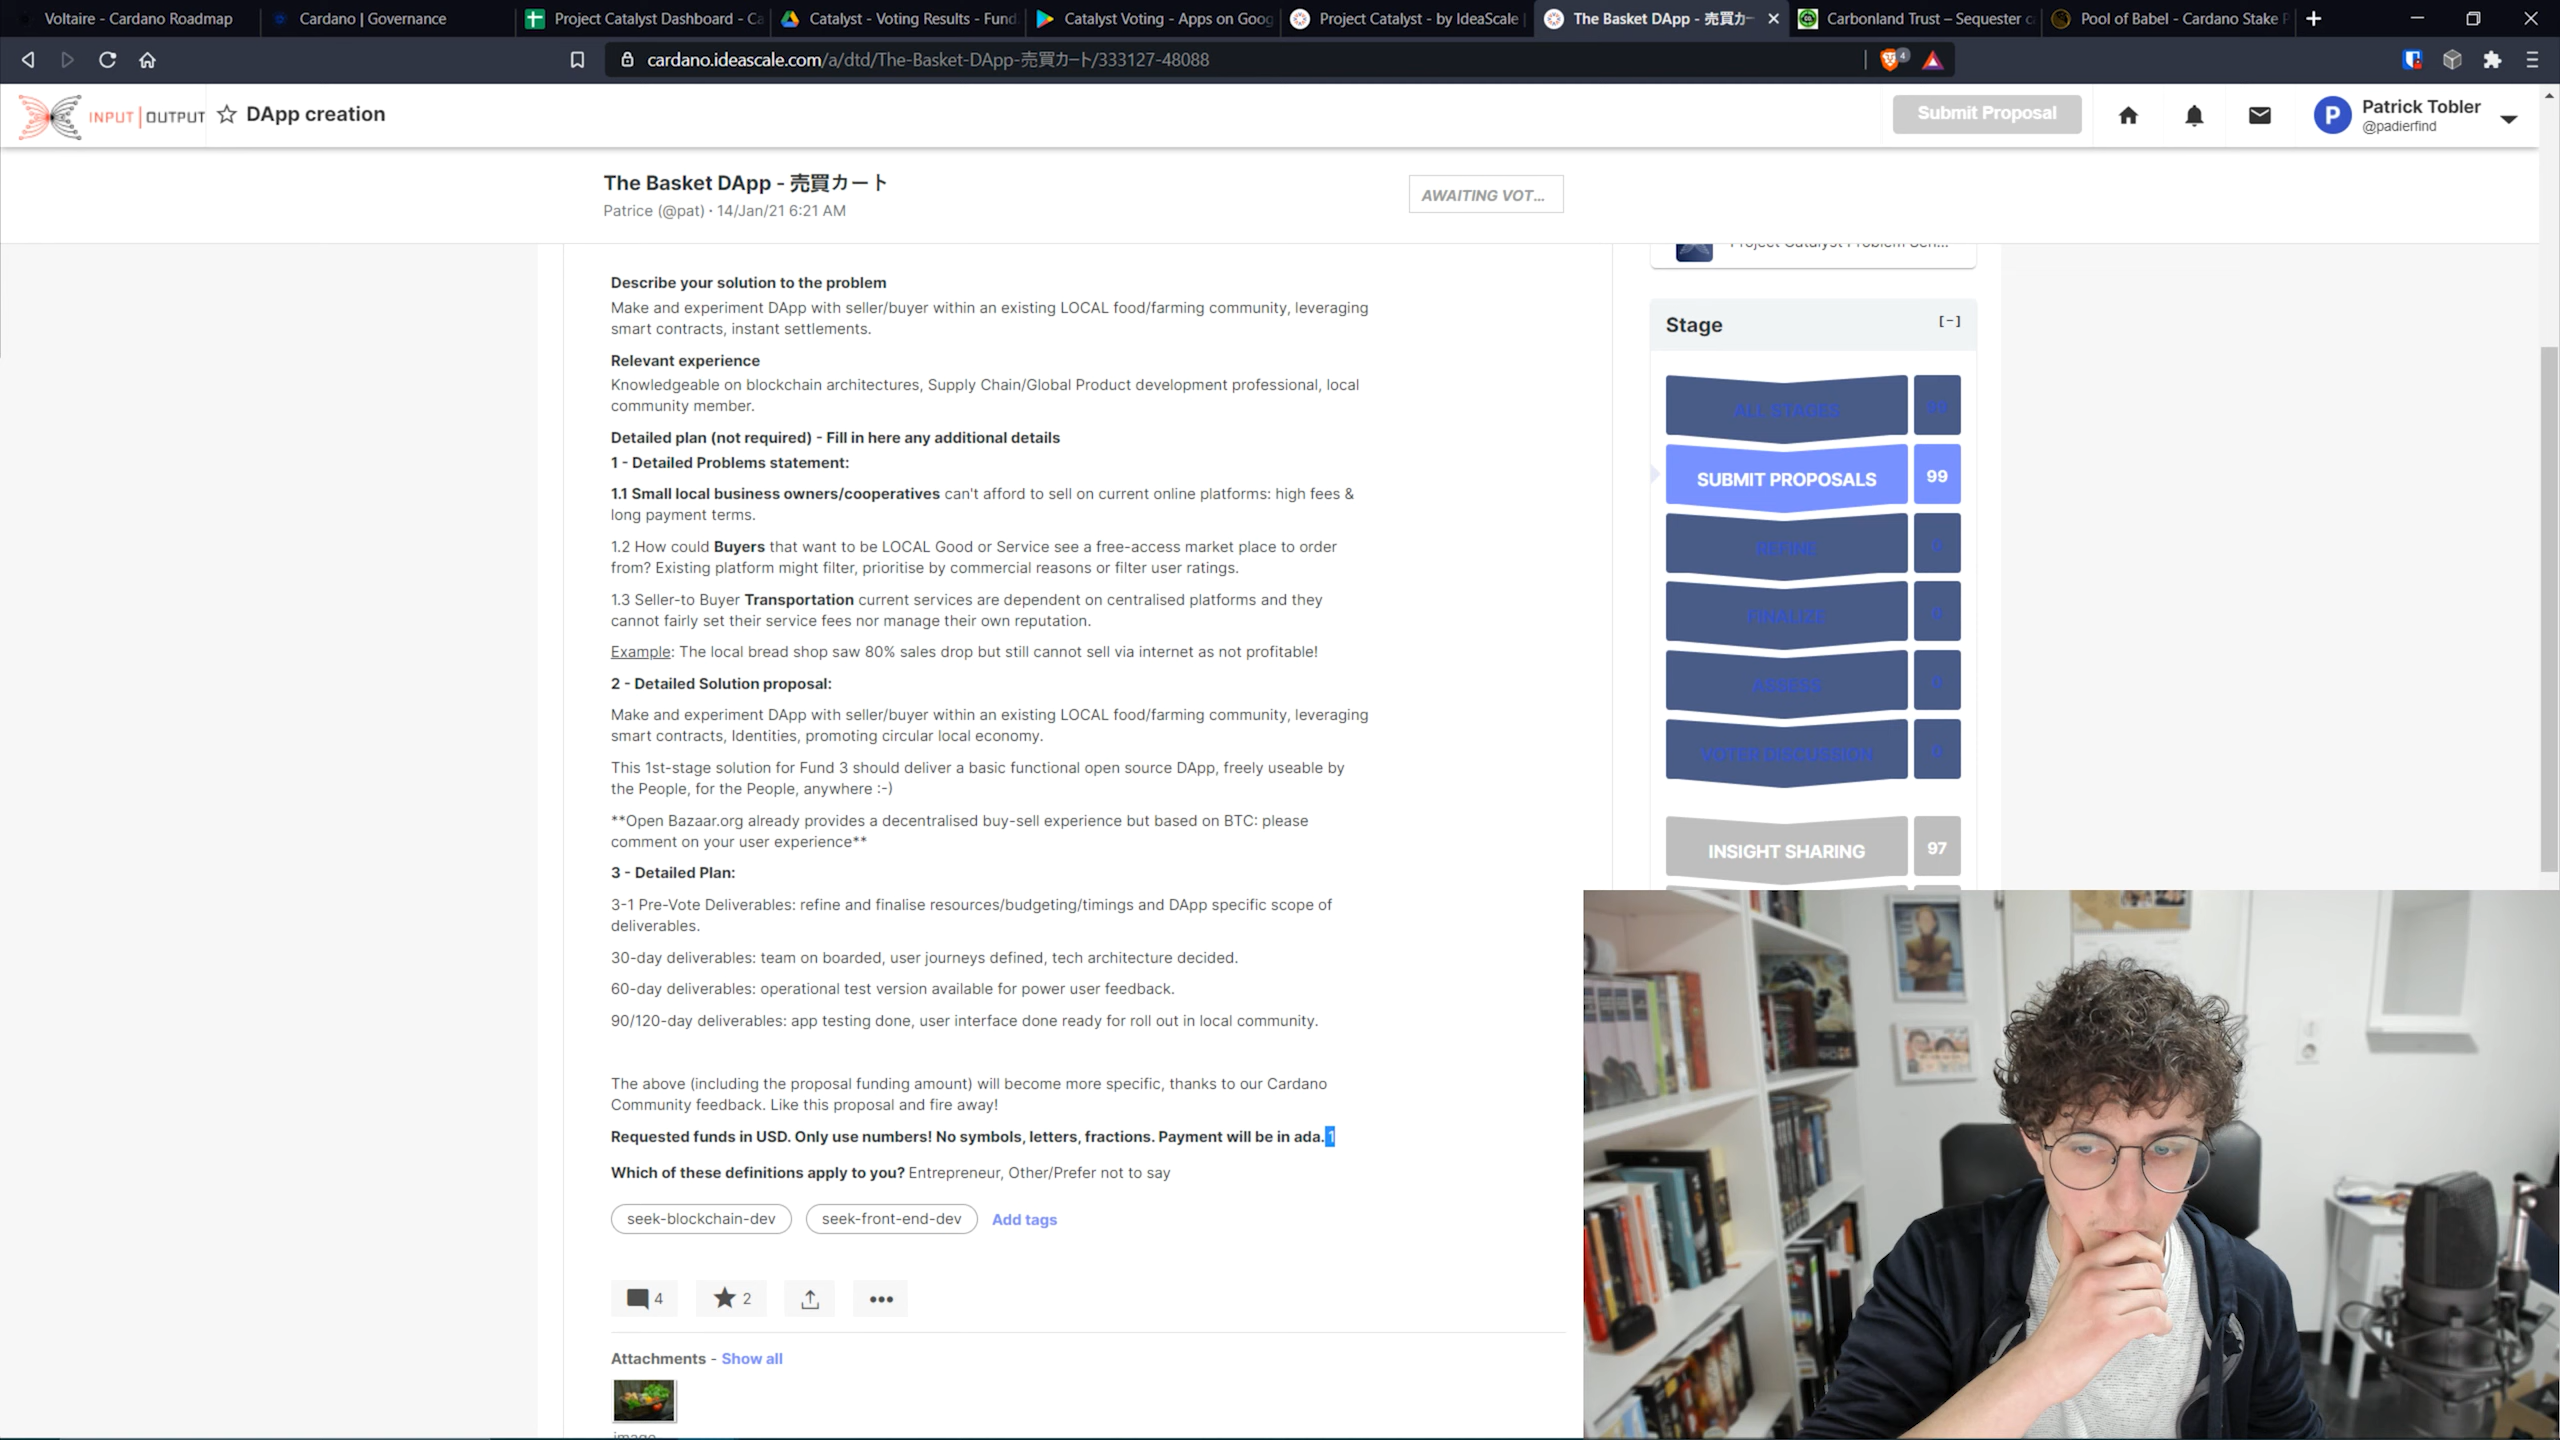 Voltaire - Cardano Roadmap
Cardano | Governance
Project Catalyst Dashboard - Ca
Catalyst - Voting Results - Fund
Catalyst Voting - Apps on Goog
Project Catalyst - by IdeaScale
The Basket DApp - 売買カー
Carbonland Trust – Sequester c
Pool of Babel - Cardano Stake P
cardano.ideascale.com/a/dtd/The-Basket-DApp-売買カート/333127-48088
4
INPUT | OUTPUT
DApp creation
Submit Proposal
P
Patrick Tobler
@padierfind
The Basket DApp - 売買カート
Patrice (@pat) · 14/Jan/21 6:21 AM
AWAITING VOT...
Describe your solution to the problem
Make and experiment DApp with seller/buyer within an existing LOCAL food/farming community, leveraging
smart contracts, instant settlements.
Relevant experience
Knowledgeable on blockchain architectures, Supply Chain/Global Product development professional, local
community member.
Detailed plan (not required) - Fill in here any additional details
1 - Detailed Problems statement:
1.1 Small local business owners/cooperatives can't afford to sell on current online platforms: high fees &
long payment terms.
1.2 How could Buyers that want to be LOCAL Good or Service see a free-access market place to order
from? Existing platform might filter, prioritise by commercial reasons or filter user ratings.
1.3 Seller-to Buyer Transportation current services are dependent on centralised platforms and they
cannot fairly set their service fees nor manage their own reputation.
Example: The local bread shop saw 80% sales drop but still cannot sell via internet as not profitable!
2 - Detailed Solution proposal:
Make and experiment DApp with seller/buyer within an existing LOCAL food/farming community, leveraging
smart contracts, Identities, promoting circular local economy.
This 1st-stage solution for Fund 3 should deliver a basic functional open source DApp, freely useable by
the People, for the People, anywhere :-)
**Open Bazaar.org already provides a decentralised buy-sell experience but based on BTC: please
comment on your user experience**
3 - Detailed Plan:
3-1 Pre-Vote Deliverables: refine and finalise resources/budgeting/timings and DApp specific scope of
deliverables.
30-day deliverables: team on boarded, user journeys defined, tech architecture decided.
60-day deliverables: operational test version available for power user feedback.
90/120-day deliverables: app testing done, user interface done ready for roll out in local community.
The above (including the proposal funding amount) will become more specific, thanks to our Cardano
Community feedback. Like this proposal and fire away!
Requested funds in USD. Only use numbers! No symbols, letters, fractions. Payment will be in ada. 1
Which of these definitions apply to you? Entrepreneur, Other/Prefer not to say
seek-blockchain-dev
seek-front-end-dev
Add tags
4
2
Attachments - Show all
image
Stage
[-]
ALL STAGES
99
SUBMIT PROPOSALS
99
REFINE
0
FINALIZE
0
ASSESS
0
VOTER DISCUSSION
0
INSIGHT SHARING
97